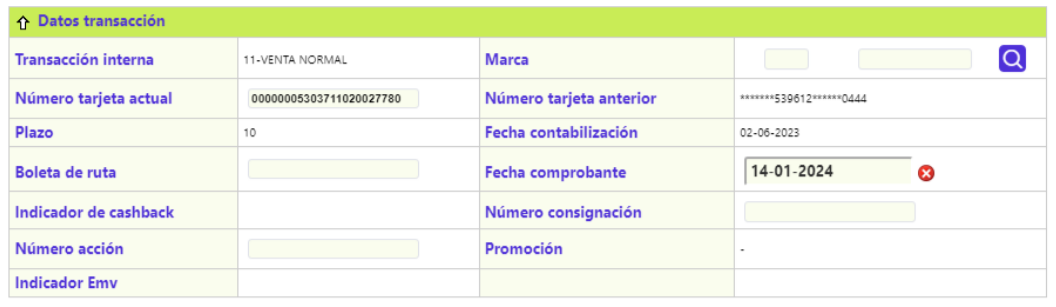 Datos transacción
Transacción interna 11-VENTA NORMAL Marca
Número tarjeta actual 00000005303711020027780 Número tarjeta anterior *******539612******0444
Plazo 10 Fecha contabilización 02-06-2023
Boleta de ruta Fecha comprobante 14-01-2024
Indicador de cashback Número consignación
Número acción Promoción -
Indicador Emv